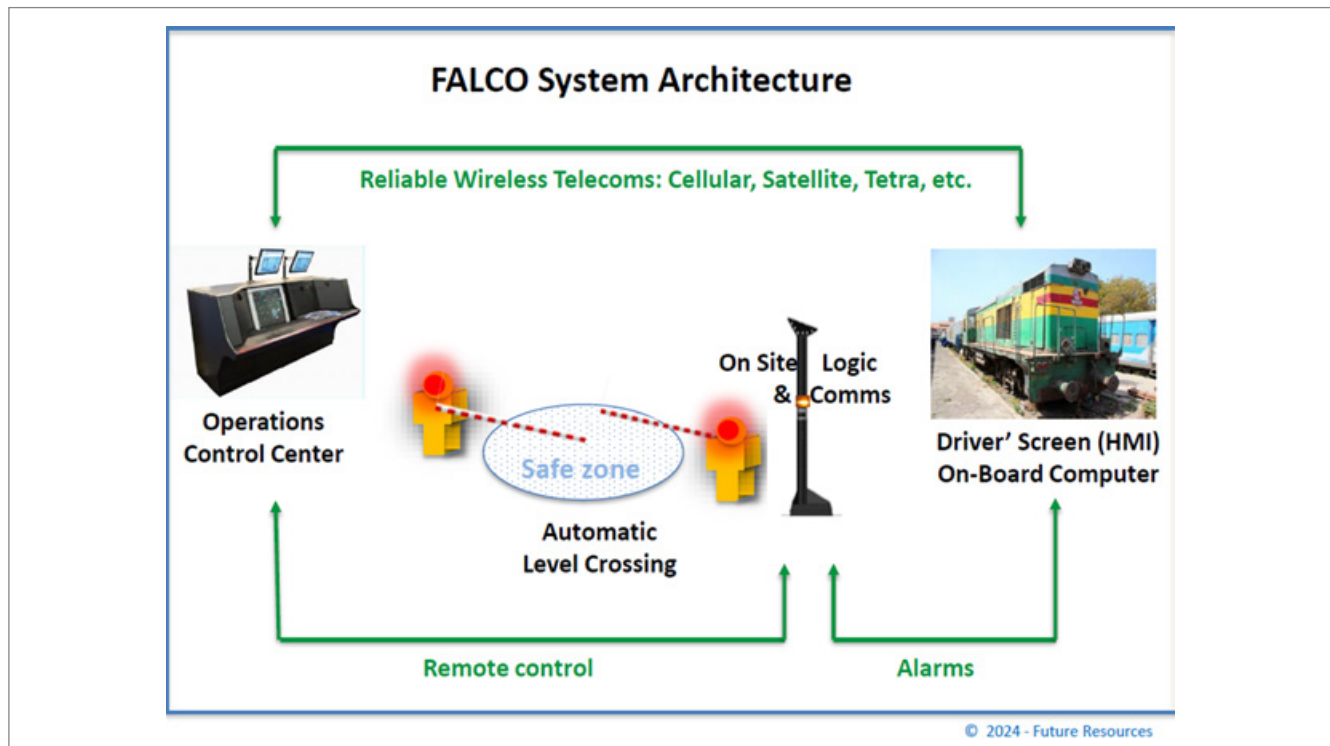 FALCO System Architecture
Reliable Wireless Telecoms: Cellular, Satellite, Tetra, etc.
On Site Logic
& Comms
Operations
Control Center
Safe zone
Driver' Screen (HMI)
On-Board Computer
Automatic
Level Crossing
Remote control
Alarms
© 2024 - Future Resources